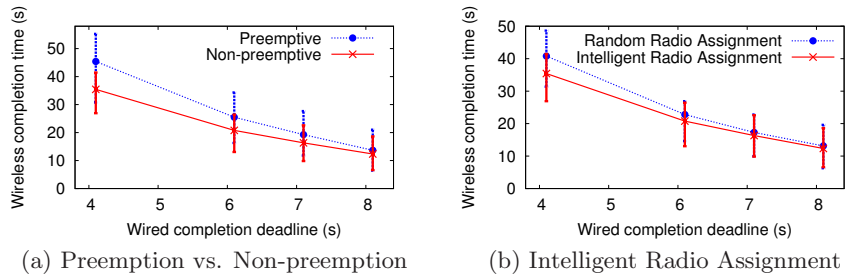 Wireless completion time (s)
50
40
30
20
10
0
Preemptive
Non-preemptive
4 5 6 7 8
Wired completion deadline (s)
(a) Preemption vs. Non-preemption
Wireless completion time (s)
50
40
30
20
10
0
Random Radio Assignment
Intelligent Radio Assignment
4 5 6 7 8
Wired completion deadline (s)
(b) Intelligent Radio Assignment